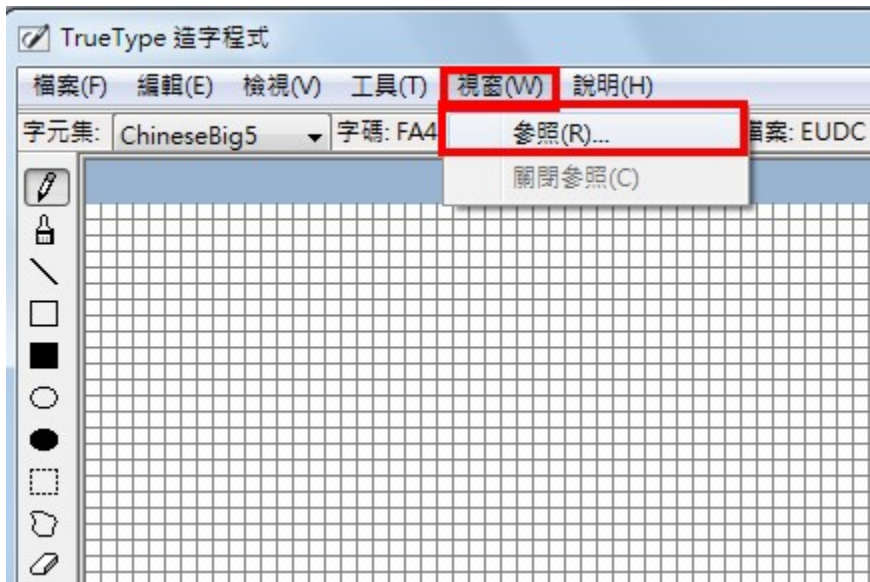 TrueType 造字程式
檔案(F) 編輯(E) 檢視(V) 工具(T) 視窗(W) 說明(H)
字元集: ChineseBig5 字碼: FA4 參照(R)... 檔案: EUDC
關閉參照(C)